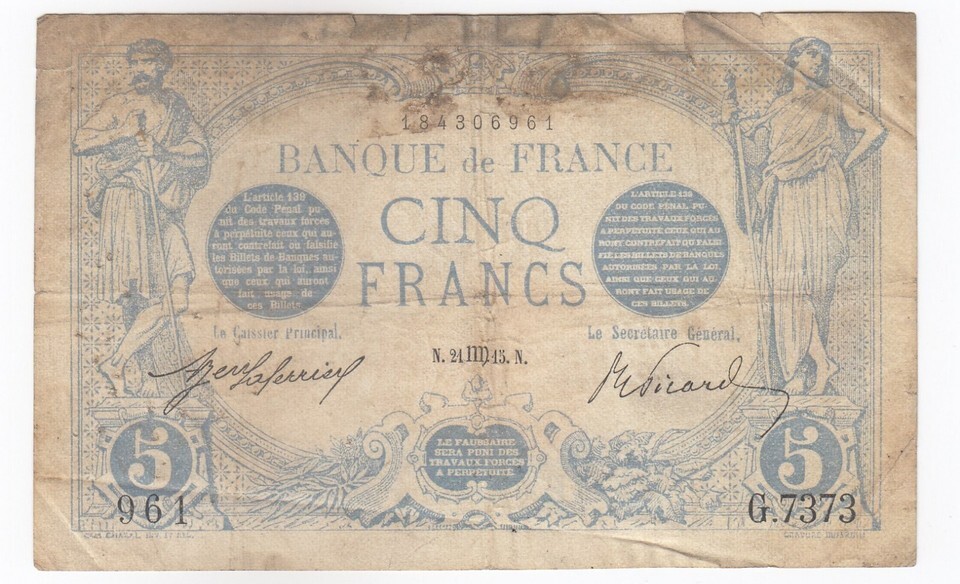 184306961
BANQUE de FRANCE
CINQ
FRANCS
L'article 139
du Code Pénal pu-
nit des travaux forcés
à perpétuité ceux qui au-
ront contrefait ou falsifié
les Billets de Banques au-
torisées par la loi, ainsi
que ceux qui auront
fait usage de
ces Billets.
L'ARTICLE 139
DU CODE PÉNAL PU-
NIT DES TRAVAUX FORCÉS
A PERPÉTUITÉ CEUX QUI AU-
RONT CONTREFAIT OU FALSI-
FIÉ LES BILLETS DE BANQUES
AUTORISÉES PAR LA LOI
AINSI QUE CEUX QUI AU-
RONT FAIT USAGE DE
CES BILLETS.
Le Caissier Principal,
Le Secrétaire Général,
N. 21 15. N.
Picard
LE FAUSSAIRE
SERA PUNI DES
TRAVAUX FORCÉS
A PERPÉTUITÉ
5
5
961
G.7373